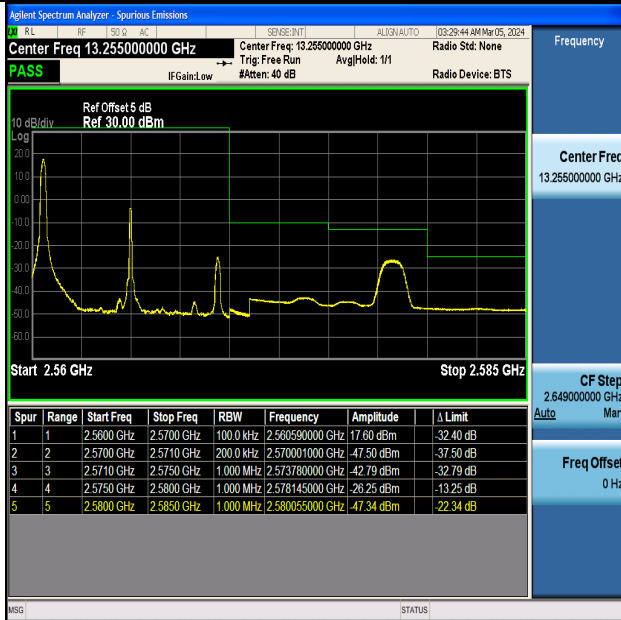 Agilent Spectrum Analyzer - Spurious Emissions
LXI RL RF 50 Ω AC SENSE:INT ALIGN AUTO 03:29:44 AM Mar 05, 2024
Center Freq 13.255000000 GHz
Center Freq: 13.255000000 GHz
Radio Std: None
Trig: Free Run Avg|Hold: 1/1
PASS
IFGain:Low
#Atten: 40 dB
Radio Device: BTS
Ref Offset 5 dB
10 dB/div Ref 30.00 dBm
Log
20.0
10.0
0.00
-10.0
-20.0
-30.0
-40.0
-50.0
-60.0
Start 2.56 GHz Stop 2.585 GHz
Spur Range Start Freq Stop Freq RBW Frequency Amplitude Δ Limit
1 1 2.5600 GHz 2.5700 GHz 100.0 kHz 2.560590000 GHz 17.60 dBm -32.40 dB
2 2 2.5700 GHz 2.5710 GHz 200.0 kHz 2.570001000 GHz -47.50 dBm -37.50 dB
3 3 2.5710 GHz 2.5750 GHz 1.000 MHz 2.573780000 GHz -42.79 dBm -32.79 dB
4 4 2.5750 GHz 2.5800 GHz 1.000 MHz 2.578145000 GHz -26.25 dBm -13.25 dB
5 5 2.5800 GHz 2.5850 GHz 1.000 MHz 2.580055000 GHz -47.34 dBm -22.34 dB
MSG STATUS
Frequency
Center Freq
13.255000000 GHz
CF Step
2.649000000 GHz
Auto Man
Freq Offset
0 Hz